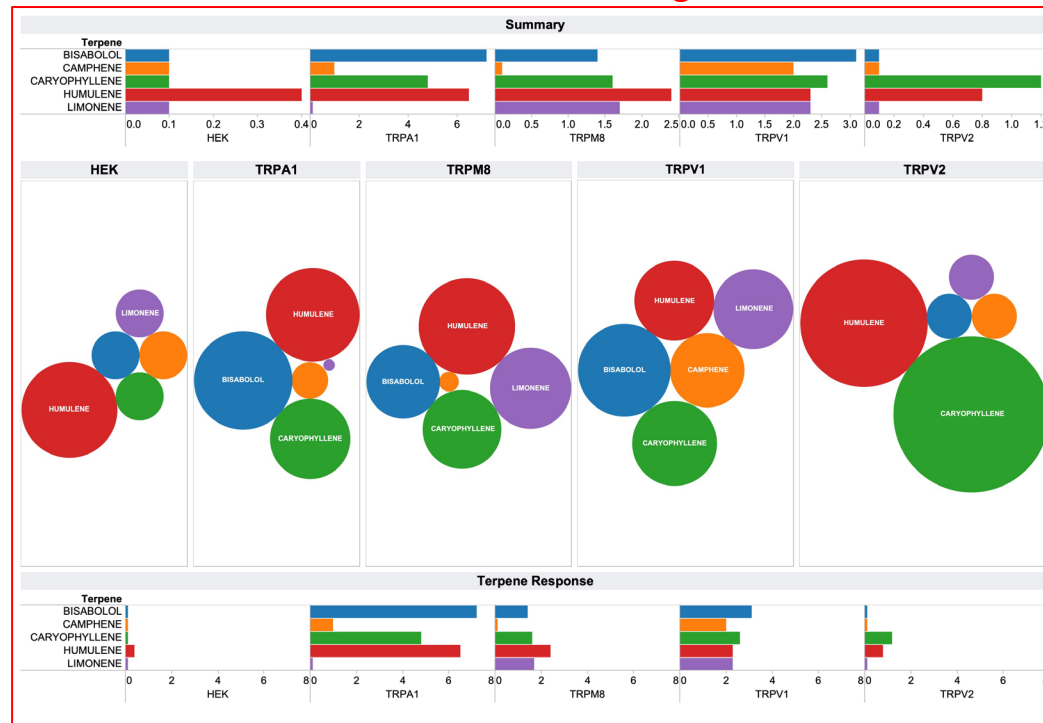 Summary
Terpene
BISABOLOL
CAMPHENE
CARYOPHYLLENE
HUMULENE
LIMONENE
0.0 0.1 0.2 0.3 0.4 0 2 4 6 0.0 0.5 1.0 1.5 2.0 2.5 0.0 0.5 1.0 1.5 2.0 2.5 3.0 0.0 0.2 0.4 0.6 0.8 1.0
HEK TRPA1 TRPM8 TRPV1 TRPV2
HEK TRPA1 TRPM8 TRPV1 TRPV2
LIMONENE
HUMULENE
HUMULENE
BISABOLOL
CARYOPHYLLENE
HUMULENE
BISABOLOL
LIMONENE
CARYOPHYLLENE
HUMULENE
LIMONENE
BISABOLOL
CAMPHENE
CARYOPHYLLENE
HUMULENE
CARYOPHYLLENE
Terpene Response
Terpene
BISABOLOL
CAMPHENE
CARYOPHYLLENE
HUMULENE
LIMONENE
0 2 4 6 8 0 2 4 6 8 0 2 4 6 8 0 2 4 6 8 0 2 4 6
HEK TRPA1 TRPM8 TRPV1 TRPV2